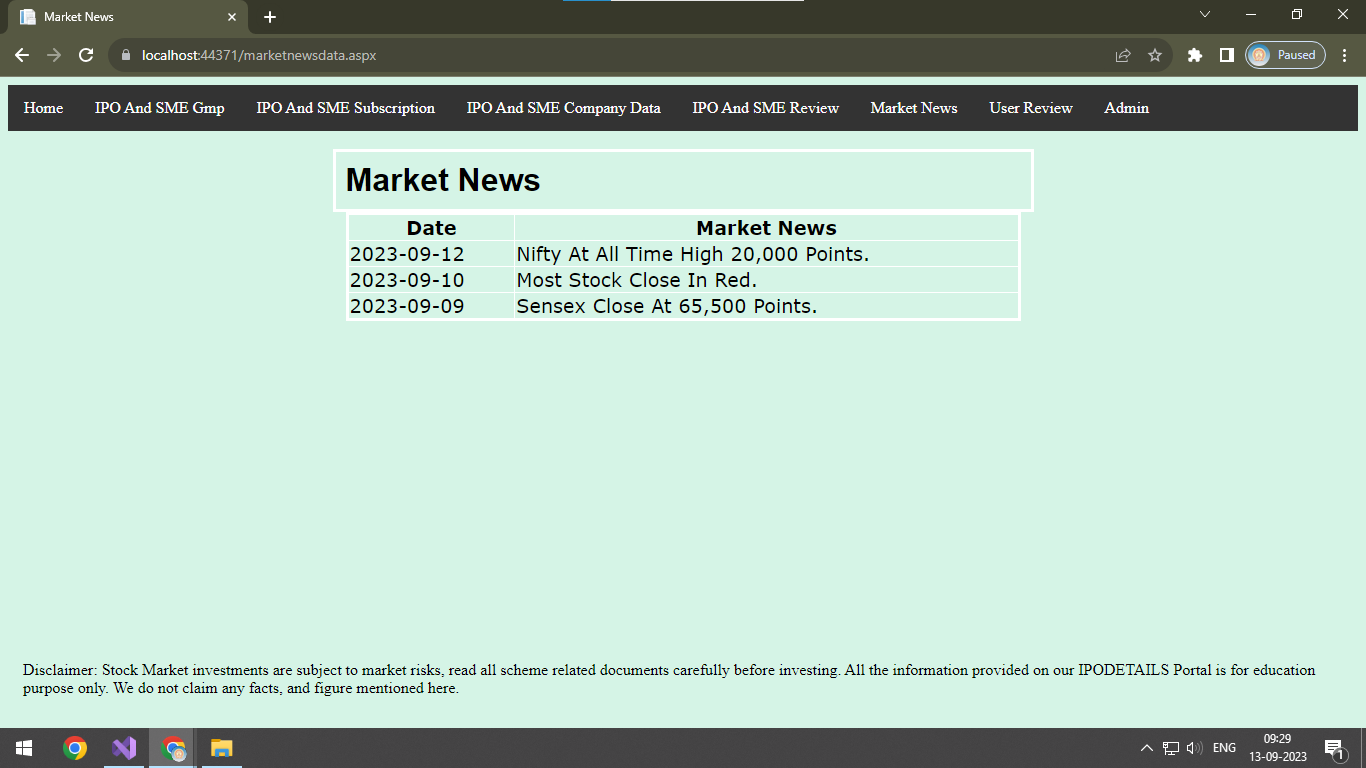 Market News
localhost:44371/marketnewsdata.aspx
Paused
Home IPO And SME Gmp IPO And SME Subscription IPO And SME Company Data IPO And SME Review Market News User Review Admin
Market News
Date Market News
2023-09-12 Nifty At All Time High 20,000 Points.
2023-09-10 Most Stock Close In Red.
2023-09-09 Sensex Close At 65,500 Points.
Disclaimer: Stock Market investments are subject to market risks, read all scheme related documents carefully before investing. All the information provided on our IPODETAILS Portal is for education
purpose only. We do not claim any facts, and figure mentioned here.
ENG
09:29
13-09-2023
1